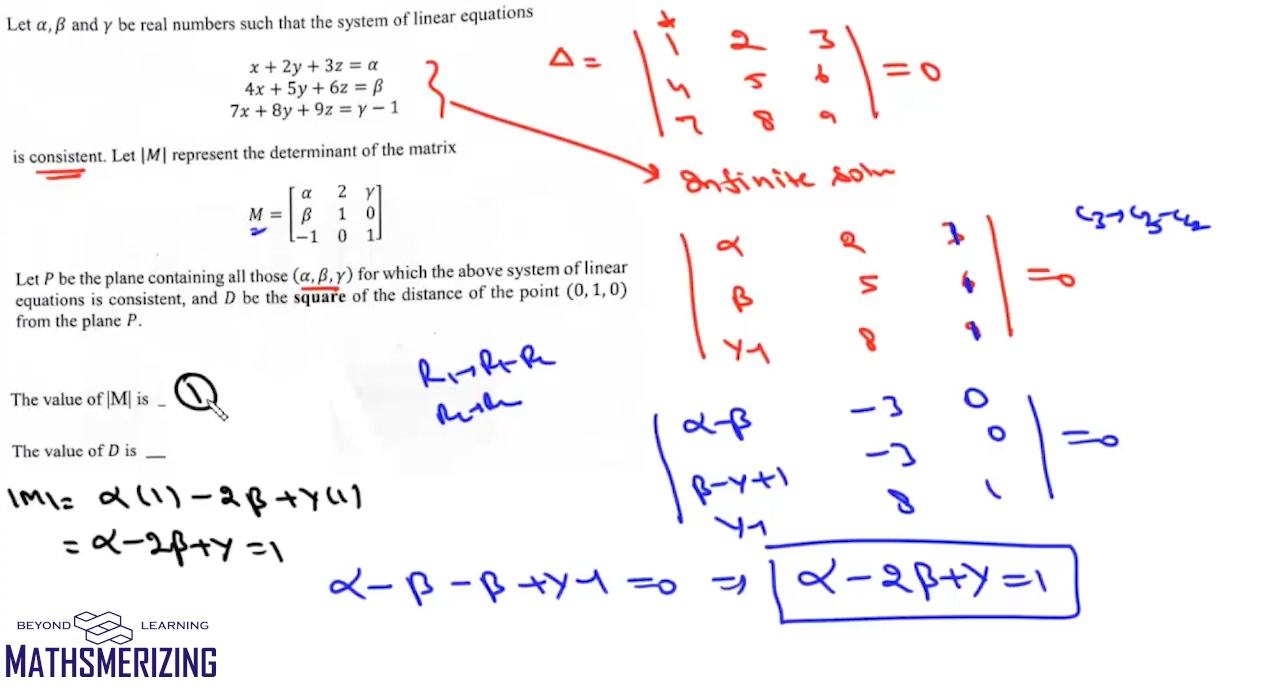 Let α, β and γ be real numbers such that the system of linear equations
x + 2y + 3z = α
4x + 5y + 6z = β
7x + 8y + 9z = γ − 1
is consistent. Let |M| represent the determinant of the matrix
M = [α 2 γ
β 1 0
−1 0 1]
Let P be the plane containing all those (α, β, γ) for which the above system of linear
equations is consistent, and D be the square of the distance of the point (0, 1, 0)
from the plane P.
The value of |M| is _ 1
The value of D is __
|M| = α(1) − 2β + γ(1)
= α − 2β + γ = 1
Δ = | 1 2 3
4 5 6
7 8 9 | = 0
Infinite soln
C3 → C3 − C2
| α 2
β 5
γ−1 8 | = 0
R1 → R1 − R2
| α−β −3 0
β−γ+1 −3 0
γ−1 8 1 | = 0
α − β − β + γ − 1 = 0 ⇒ α − 2β + γ = 1
BEYOND LEARNING
MATHSMERIZING